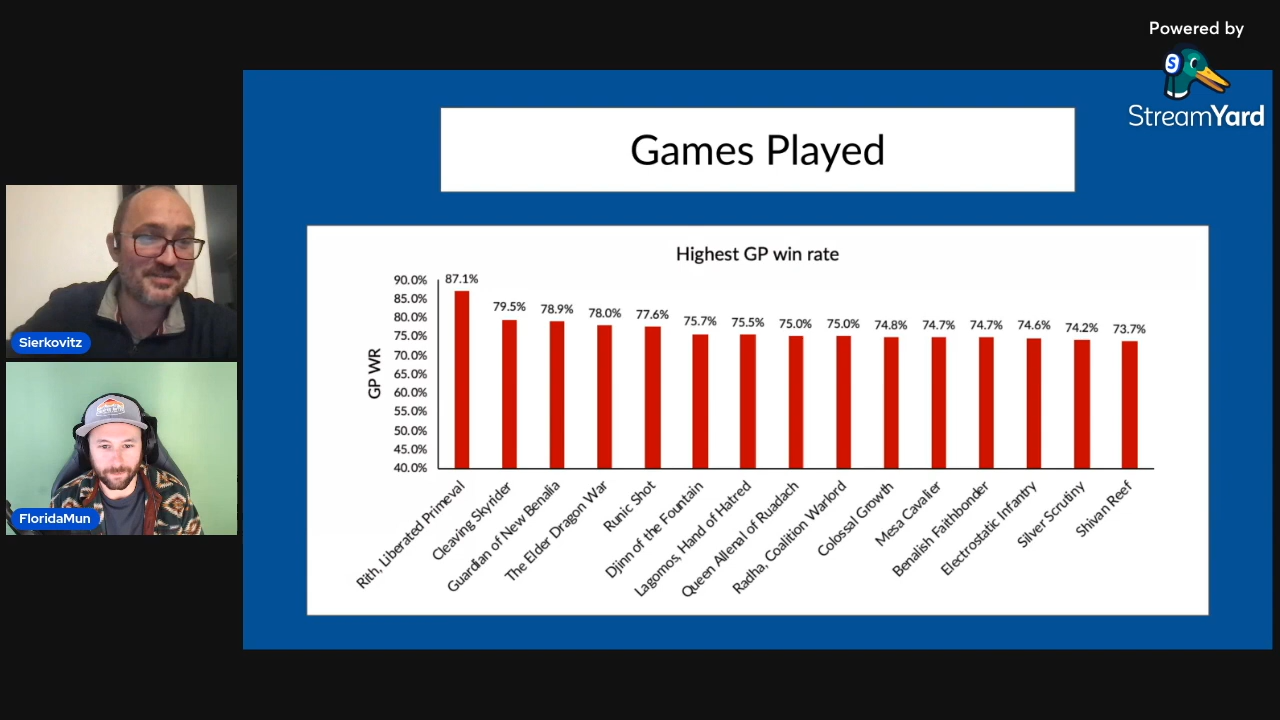 Powered by
S
StreamYard
Games Played
Highest GP win rate
GP WR
90.0%
85.0%
80.0%
75.0%
70.0%
65.0%
60.0%
55.0%
50.0%
45.0%
40.0%
87.1%
79.5%
78.9%
78.0%
77.6%
75.7%
75.5%
75.0%
75.0%
74.8%
74.7%
74.7%
74.6%
74.2%
73.7%
Rith, Liberated Primeval
Cleaving Skyrider
Guardian of New Benalia
The Elder Dragon War
Runic Shot
Djinn of the Fountain
Lagomos, Hand of Hatred
Queen Allenal of Ruadach
Radha, Coalition Warlord
Colossal Growth
Mesa Cavalier
Benalish Faithbonder
Electrostatic Infantry
Silver Scrutiny
Shivan Reef
Sierkovitz
FloridaMun